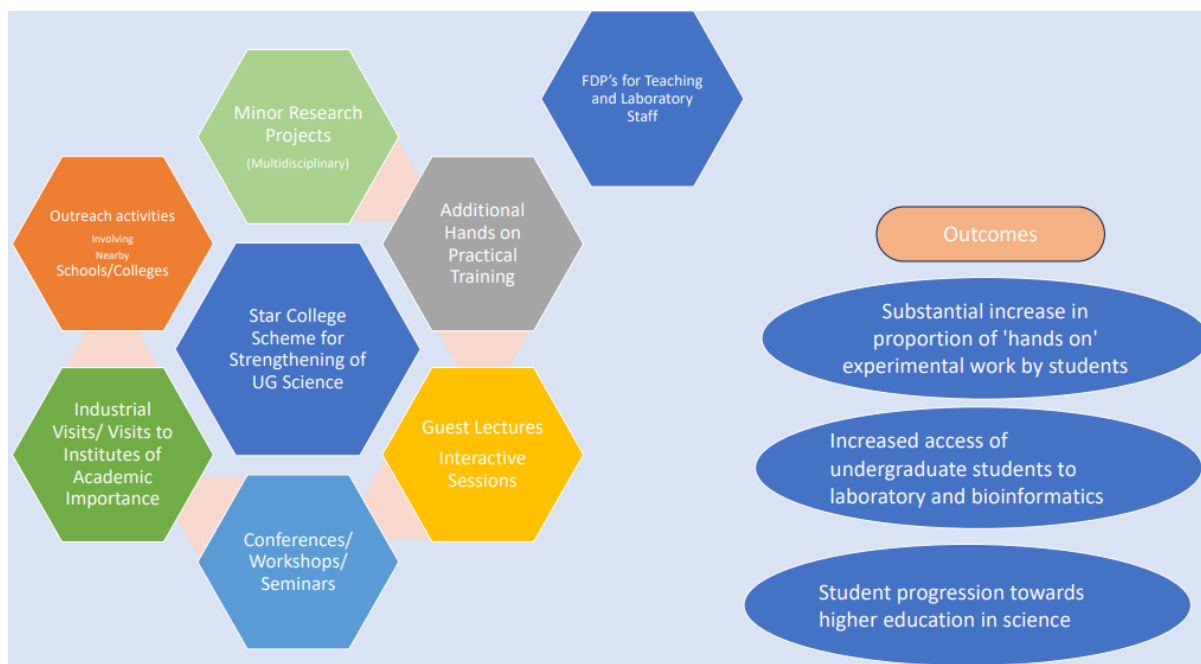 Minor Research
Projects
(Multidisciplinary)
FDP's for Teaching
and Laboratory
Staff
Outreach activities
Involving
Nearby
Schools/Colleges
Additional
Hands on
Practical
Training
Star College
Scheme for
Strengthening of
UG Science
Industrial
Visits/ Visits to
Institutes of
Academic
Importance
Guest Lectures
Interactive
Sessions
Conferences/
Workshops/
Seminars
Outcomes
Substantial increase in
proportion of 'hands on'
experimental work by students
Increased access of
undergraduate students to
laboratory and bioinformatics
Student progression towards
higher education in science